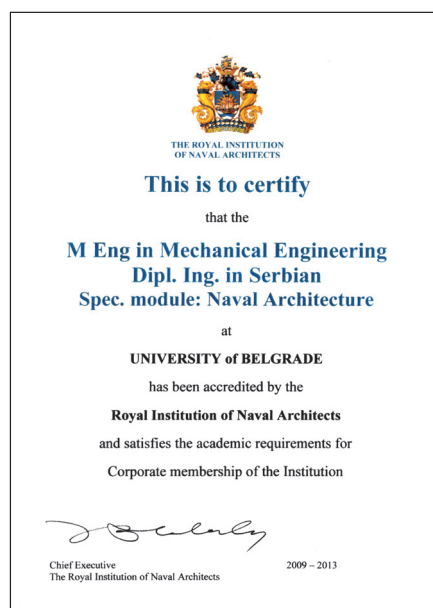 THE ROYAL INSTITUTION
OF NAVAL ARCHITECTS
This is to certify
that the
M Eng in Mechanical Engineering
Dipl. Ing. in Serbian
Spec. module: Naval Architecture
at
UNIVERSITY of BELGRADE
has been accredited by the
Royal Institution of Naval Architects
and satisfies the academic requirements for
Corporate membership of the Institution
Chief Executive 2009 – 2013
The Royal Institution of Naval Architects